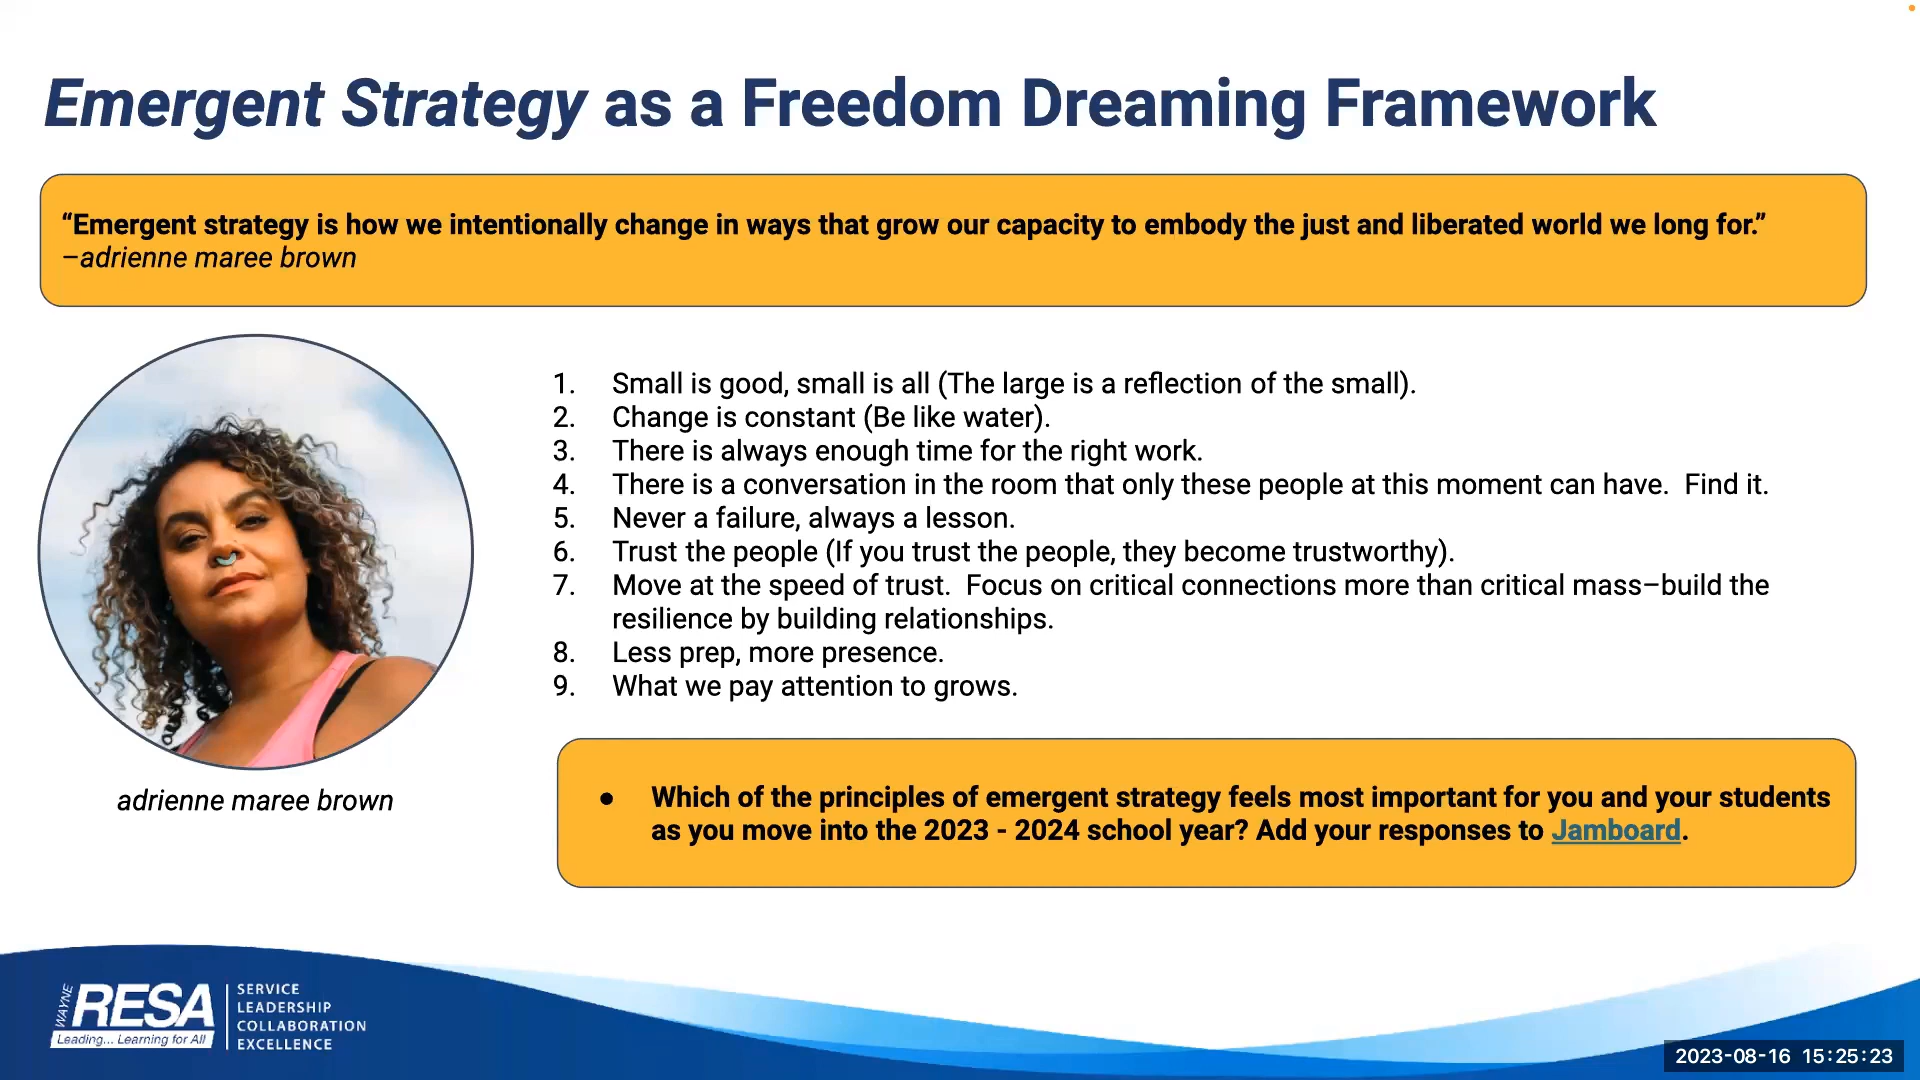 Emergent Strategy as a Freedom Dreaming Framework
“Emergent strategy is how we intentionally change in ways that grow our capacity to embody the just and liberated world we long for.”
–adrienne maree brown
1. Small is good, small is all (The large is a reflection of the small).
2. Change is constant (Be like water).
3. There is always enough time for the right work.
4. There is a conversation in the room that only these people at this moment can have.  Find it.
5. Never a failure, always a lesson.
6. Trust the people (If you trust the people, they become trustworthy).
7. Move at the speed of trust.  Focus on critical connections more than critical mass–build the
resilience by building relationships.
8. Less prep, more presence.
9. What we pay attention to grows.
adrienne maree brown
● Which of the principles of emergent strategy feels most important for you and your students
as you move into the 2023 - 2024 school year? Add your responses to Jamboard.
WAYNE RESA
Leading... Learning for All
SERVICE
LEADERSHIP
COLLABORATION
EXCELLENCE
2023-08-16 15:25:23